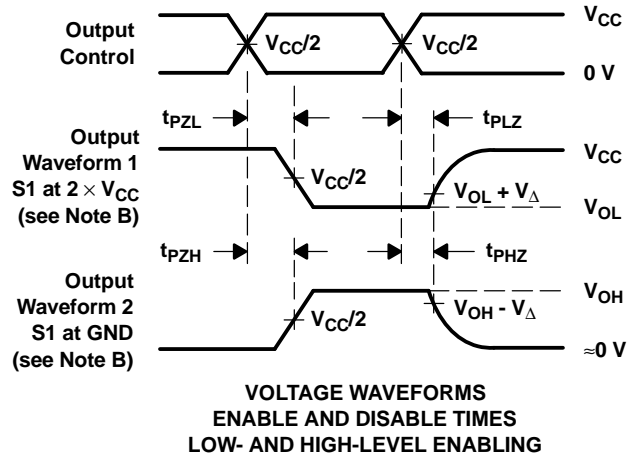 Output
Control
V_CC/2
V_CC/2
V_CC
0 V
t_PZL
t_PLZ
Output
Waveform 1
S1 at 2 × V_CC
(see Note B)
V_CC/2
V_OL + V_Δ
V_CC
V_OL
t_PZH
t_PHZ
Output
Waveform 2
S1 at GND
(see Note B)
V_CC/2
V_OH - V_Δ
V_OH
≈0 V
VOLTAGE WAVEFORMS
ENABLE AND DISABLE TIMES
LOW- AND HIGH-LEVEL ENABLING